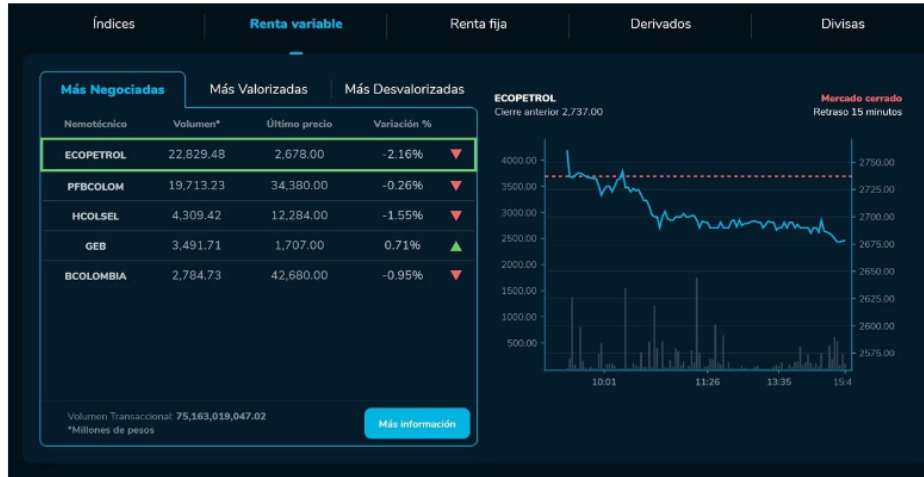 Índices Renta variable Renta fija Derivados Divisas
Más Negociadas Más Valorizadas Más Desvalorizadas
Nemotécnico Volumen* Último precio Variación %
ECOPETROL 22,829.48 2,678.00 -2.16%
PFBCOLOM 19,713.23 34,380.00 -0.26%
HCOLSEL 4,309.42 12,284.00 -1.55%
GEB 3,491.71 1,707.00 0.71%
BCOLOMBIA 2,784.73 42,680.00 -0.95%
Volumen Transaccional: 75,163,019,047.02
*Millones de pesos
Más información
ECOPETROL Mercado cerrado
Cierre anterior 2,737.00 Retraso 15 minutos
4000.00
3500.00
3000.00
2500.00
2000.00
1500.00
1000.00
500.00
2750.00
2725.00
2700.00
2675.00
2650.00
2625.00
2600.00
2575.00
10:01 11:26 13:35 15:4